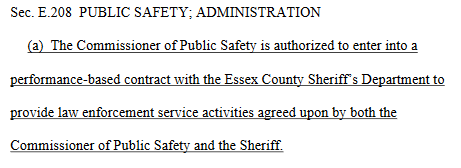 Sec. E.208  PUBLIC SAFETY; ADMINISTRATION
(a)  The Commissioner of Public Safety is authorized to enter into a
performance-based contract with the Essex County Sheriff's Department to
provide law enforcement service activities agreed upon by both the
Commissioner of Public Safety and the Sheriff.